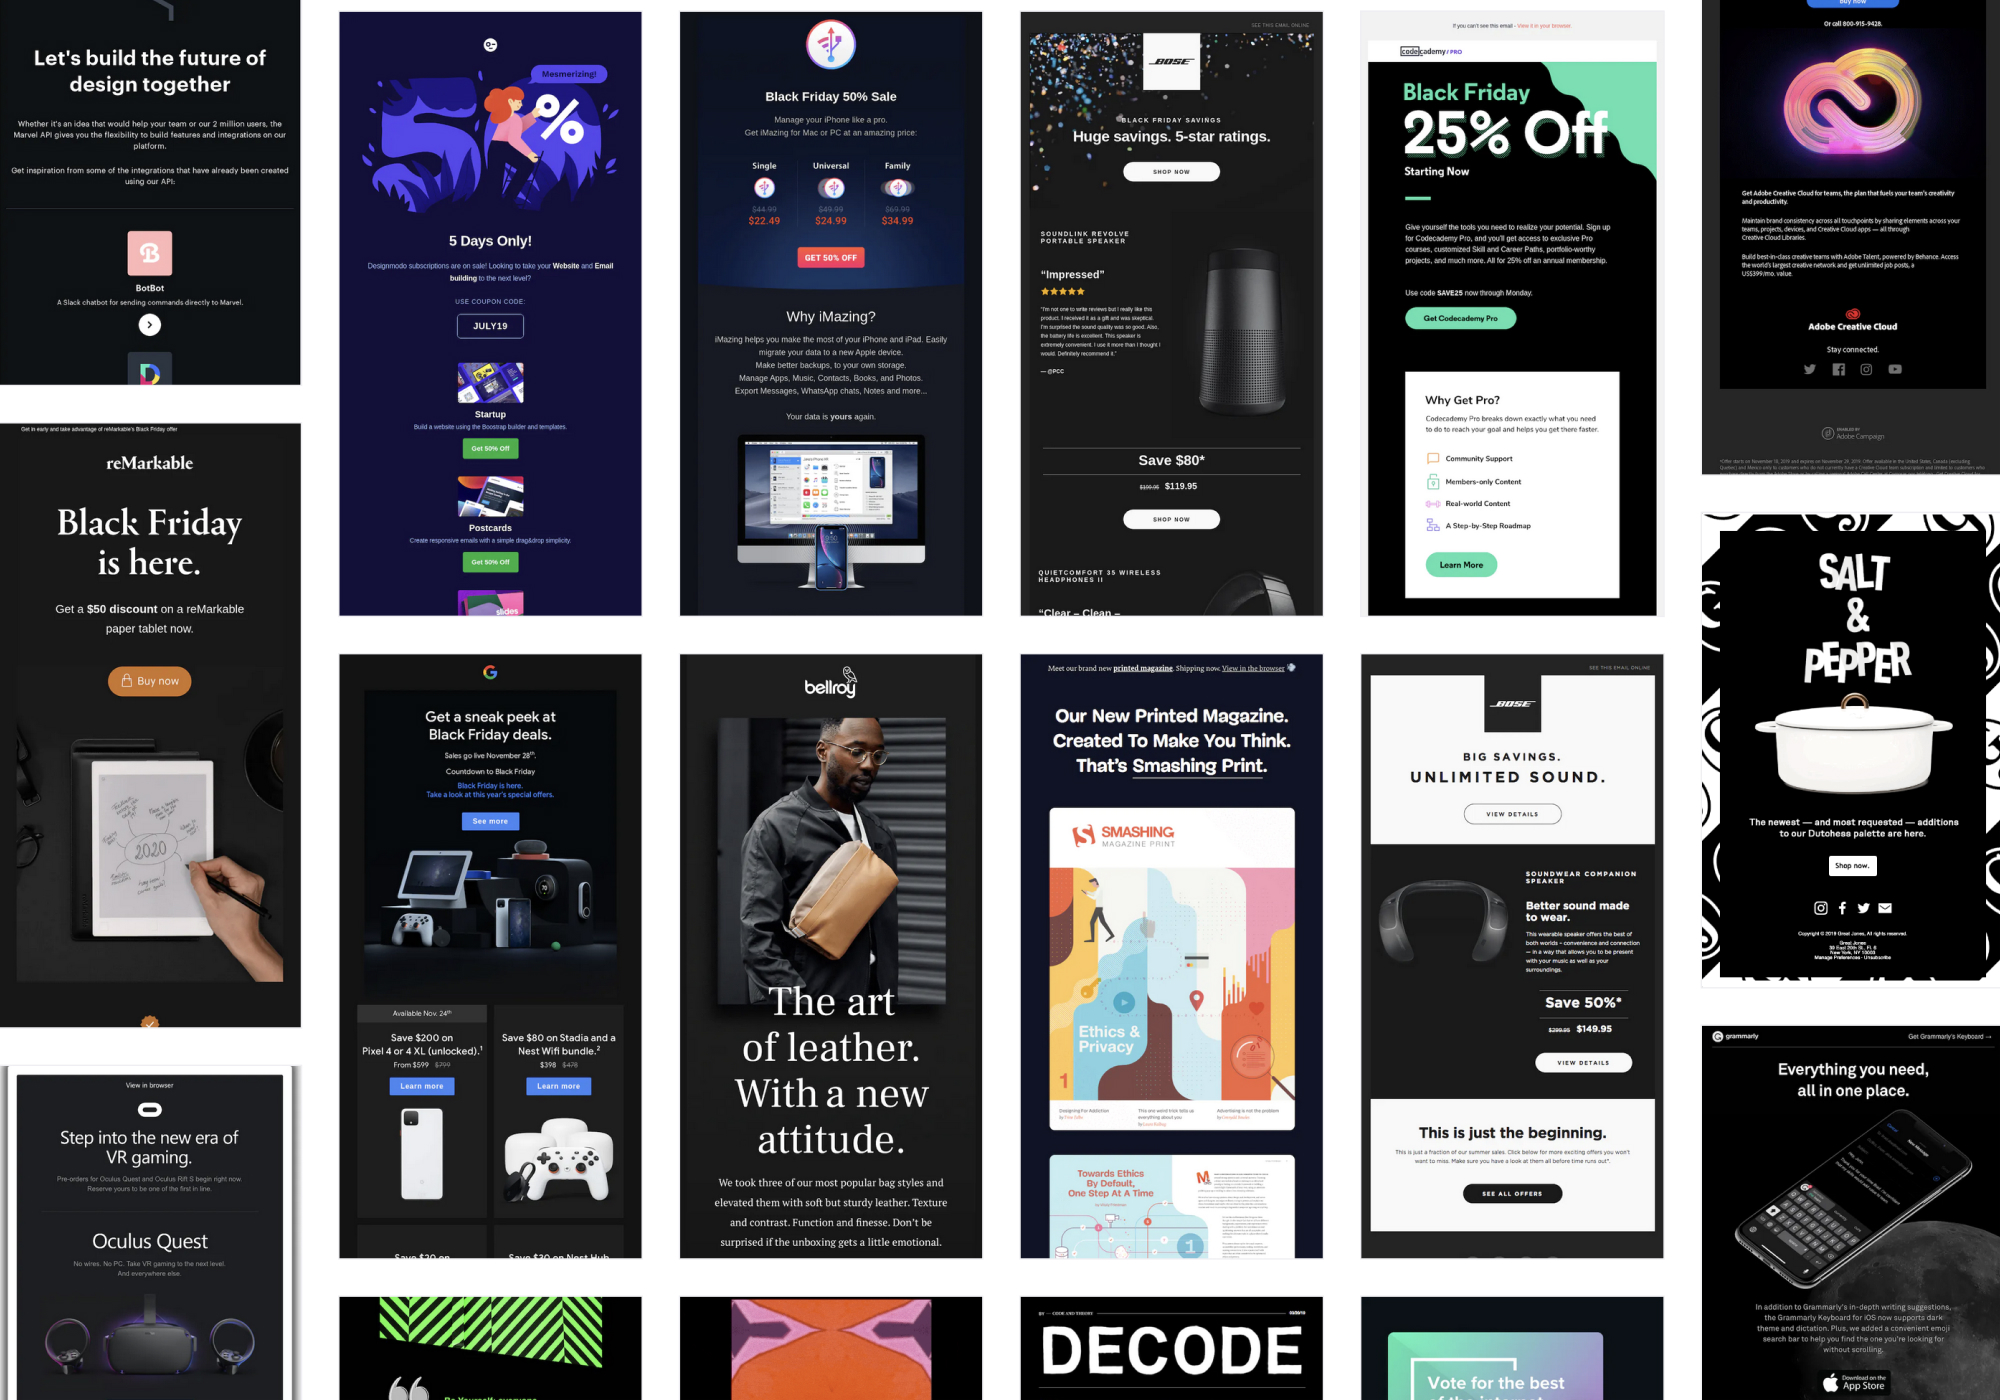 Let's build the future of
design together
Whether it's an idea that would help your team or our 2 million users, the
Marvel API gives you the flexibility to build features and integrations on our
platform.
Get inspiration from some of the integrations that have already been created
using our API:
BotBot
A Slack chatbot for sending commands directly to Marvel.
Get in early and take advantage of reMarkable's Black Friday offer
reMarkable
Black Friday
is here.
Get a $50 discount on a reMarkable
paper tablet now.
Buy now
2020
View in browser
Step into the new era of
VR gaming.
Pre-orders for Oculus Quest and Oculus Rift S begin right now.
Reserve yours to be one of the first in line.
Oculus Quest
No wires. No PC. Take VR gaming to the next level.
And everywhere else.
Mesmerizing!
50%
5 Days Only!
Designmodo subscriptions are on sale! Looking to take your Website and Email
building to the next level?
USE COUPON CODE:
JULY19
Startup
Build a website using the Boostrap builder and templates.
Get 50% Off
Postcards
Create responsive emails with a simple drag&drop simplicity.
Get 50% Off
slides
Get a sneak peek at
Black Friday deals.
Sales go live November 28th.
Countdown to Black Friday
Black Friday is here.
Take a look at this year's special offers.
See more
Available Nov. 24th
Save $200 on
Pixel 4 or 4 XL (unlocked).1
From $599 $799
Learn more
Save $80 on Stadia and a
Nest Wifi bundle.2
$398 $478
Learn more
Save $20 on
Save $30 on Nest Hub
Black Friday 50% Sale
Manage your iPhone like a pro.
Get iMazing for Mac or PC at an amazing price:
Single
Universal
Family
$44.99
$49.99
$69.99
$22.49
$24.99
$34.99
GET 50% OFF
Why iMazing?
iMazing helps you make the most of your iPhone and iPad. Easily
migrate your data to a new Apple device.
Make better backups, to your own storage.
Manage Apps, Music, Contacts, Books, and Photos.
Export Messages, WhatsApp chats, Notes and more...
Your data is yours again.
bellroy
The art
of leather.
With a new
attitude.
We took three of our most popular bag styles and
elevated them with soft but sturdy leather. Texture
and contrast. Function and finesse. Don't be
surprised if the unboxing gets a little emotional.
SEE THIS EMAIL ONLINE
BOSE
BLACK FRIDAY SAVINGS
Huge savings. 5-star ratings.
SHOP NOW
SOUNDLINK REVOLVE
PORTABLE SPEAKER
“Impressed”
"I'm not one to write reviews but I really like this
product. I received it as a gift and was skeptical.
I'm surprised the sound quality was so good. Also,
the battery life is excellent. This speaker is
extremely convenient. I use it more than I thought I
would. Definitely recommend it."
— @PCC
Save $80*
$199.95 $119.95
SHOP NOW
QUIETCOMFORT 35 WIRELESS
HEADPHONES II
“Clear – Clean –
Meet our brand new printed magazine. Shipping now. View in the browser
Our New Printed Magazine.
Created To Make You Think.
That's Smashing Print.
SMASHING
MAGAZINE PRINT
Ethics &
Privacy
1
Designing For Addiction
This one weird trick tells us
everything about you
Advertising is not the problem
Towards Ethics
By Default,
One Step At A Time
1
BY — CODE AND THEORY
DECODE
If you can't see this email - View it in your browser.
codecademy / PRO
Black Friday
25% Off
Starting Now
Give yourself the tools you need to realize your potential. Sign up
for Codecademy Pro, and you'll get access to exclusive Pro
courses, customized Skill and Career Paths, portfolio-worthy
projects, and much more. All for 25% off an annual membership.
Use code SAVE25 now through Monday.
Get Codecademy Pro
Why Get Pro?
Codecademy Pro breaks down exactly what you need
to do to reach your goal and helps you get there faster.
Community Support
Members-only Content
Real-world Content
A Step-by-Step Roadmap
Learn More
SEE THIS EMAIL ONLINE
BOSE
BIG SAVINGS.
UNLIMITED SOUND.
VIEW DETAILS
SOUNDWEAR COMPANION
SPEAKER
Better sound made
to wear.
This wearable speaker offers the best of
both worlds – convenience and connection
— in a way that allows you to be present
with your music as well as your
surroundings.
Save 50%*
$299.95 $149.95
VIEW DETAILS
This is just the beginning.
This is just a fraction of our summer sales. Click below for more exciting offers you won't
want to miss. Make sure you have a look at them all before time runs out*.
SEE ALL OFFERS
Vote for the best
Buy now
Or call 800-915-9428.
Get Adobe Creative Cloud for teams, the plan that fuels your team's creativity
and productivity.
Maintain brand consistency across all touchpoints by sharing elements across your
teams, projects, devices, and Creative Cloud apps — all through
Creative Cloud Libraries.
Build best-in-class creative teams with Adobe Talent, powered by Behance. Access
the world's largest creative network and get unlimited job posts, a
US$399/mo. value.
Adobe Creative Cloud
Stay connected.
ENABLED BY
Adobe Campaign
SALT
&
PEPPER
The newest — and most requested — additions
to our Dutchess palette are here.
Shop now.
Copyright © 2019 Great Jones, All rights reserved.
Great Jones
New York, NY 10003
Manage Preferences - Unsubscribe
grammarly
Get Grammarly's Keyboard →
Everything you need,
all in one place.
In addition to Grammarly's in-depth writing suggestions,
the Grammarly Keyboard for iOS now supports dark
theme and dictation. Plus, we added a convenient emoji
search bar to help you find the one you're looking for
without scrolling.
Download on the
App Store